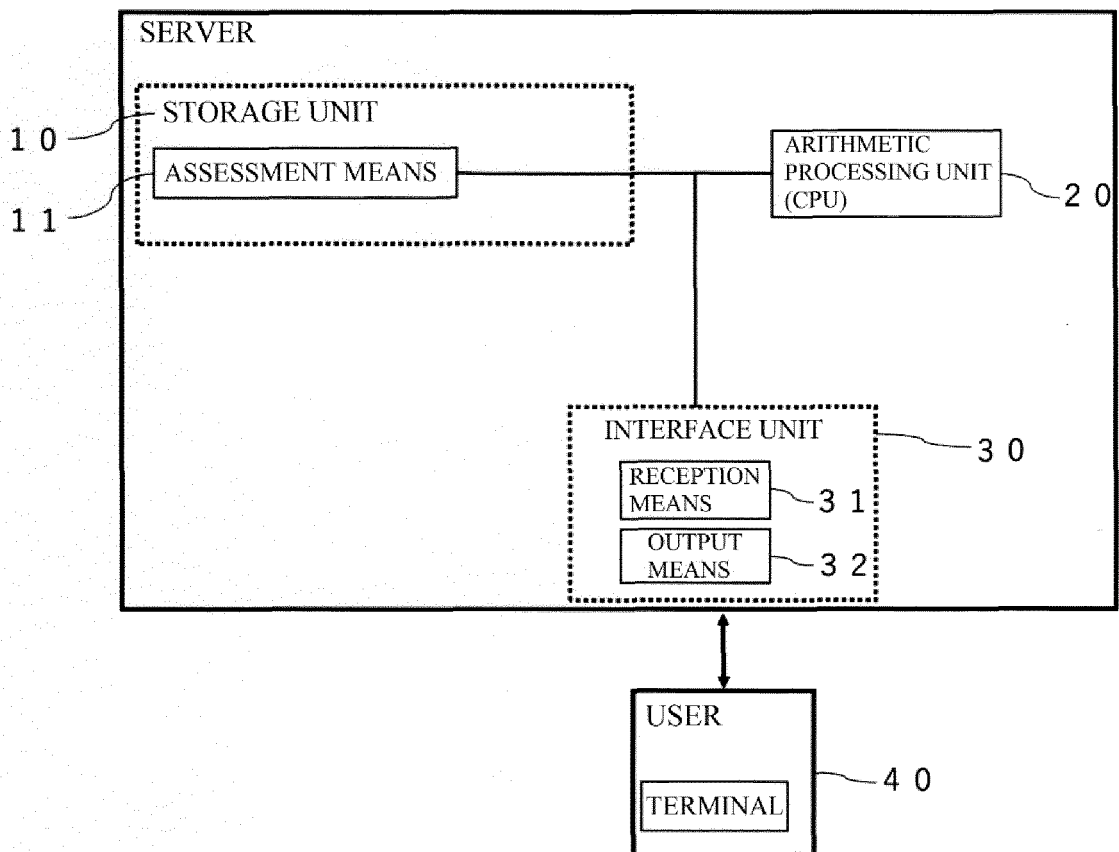 SERVER
STORAGE UNIT
10
ASSESSMENT MEANS
11
ARITHMETIC
PROCESSING UNIT
(CPU)
20
INTERFACE UNIT
30
RECEPTION
MEANS
31
OUTPUT
MEANS
32
USER
40
TERMINAL